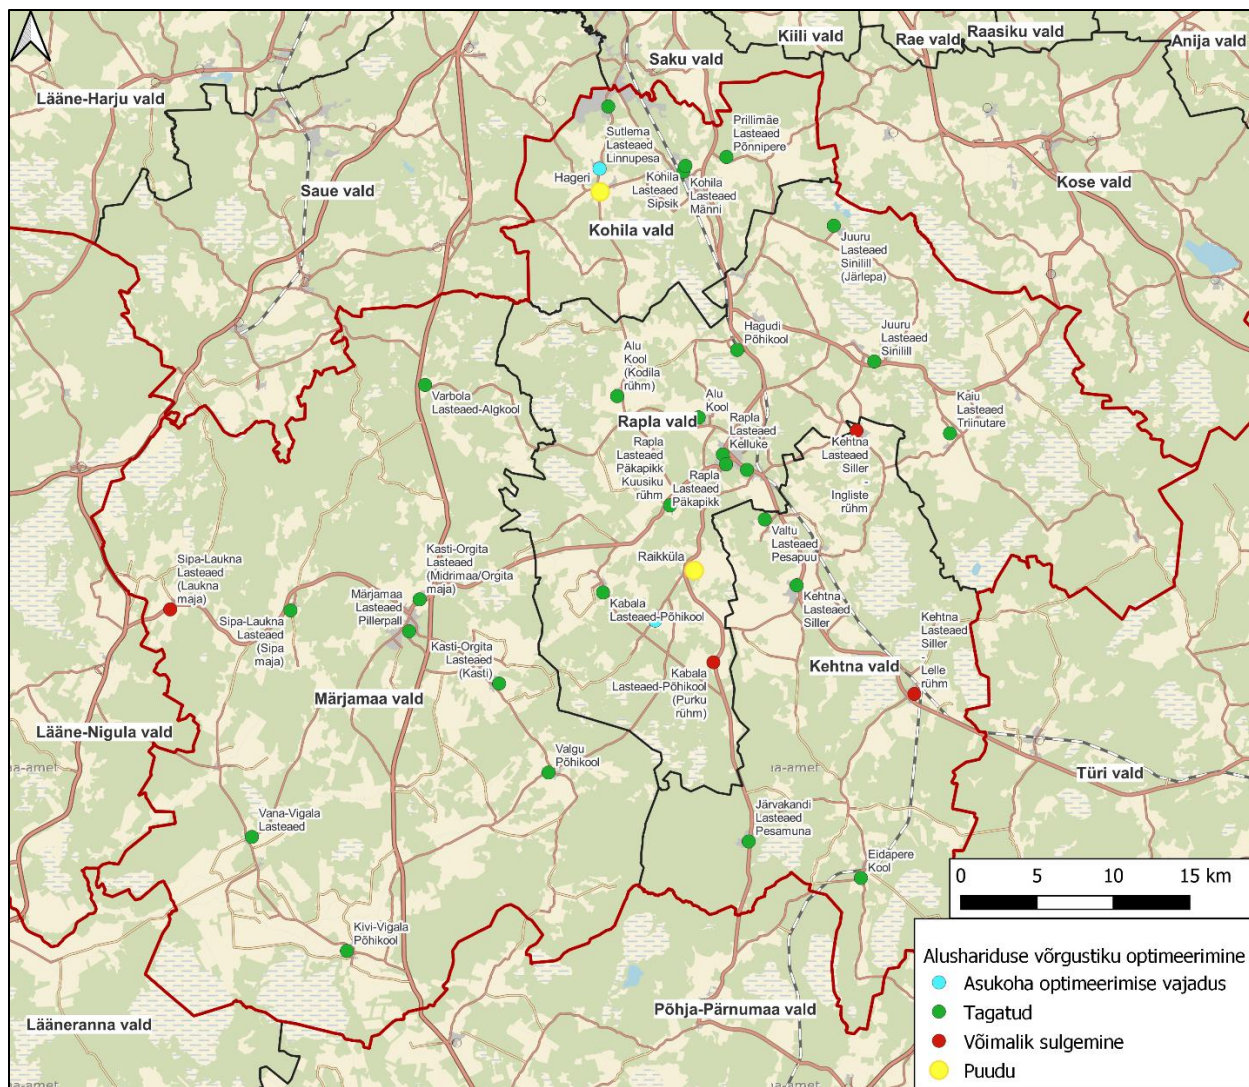 Kiili vald
Rae vald
Raasiku vald
Anija vald
Saku vald
Lääne-Harju vald
Prillimäe
Lasteaed
Põnnipere
Sutlema
Lasteaed
Linnupesa
Hageri
Kohila
Lasteaed
Sipsik
Kohila
Lasteaed
Männi
Saue vald
Kose vald
Kohila vald
Juuru
Lasteaed
Sinilill
(Järlepa)
Hagudi
Põhikool
Juuru
Lasteaed
Sinilill
Alu
Kool
(Kodila
rühm)
Varbola
Lasteaed-Algkool
Alu
Kool
Kaiu
Lasteaed
Triinutare
Rapla vald
Rapla
Lasteaed
Kelluke
Rapla
Lasteaed
Päkapikk
Kuusiku
rühm
Rapla
Lasteaed
Päkapikk
Kehtna
Lasteaed
Siller
-
Ingliste
rühm
Valtu
Lasteaed
Pesapuu
Raikküla
Sipa-Laukna
Lasteaed
(Laukna
maja)
Kasti-Orgita
Lasteaed
(Midrimaa/Orgita
maja)
Märjamaa
Lasteaed
Pillerpall
Sipa-Laukna
Lasteaed
(Sipa
maja)
Kabala
Lasteaed-Põhikool
Kehtna
Lasteaed
Siller
Kehtna
Lasteaed
Siller
-
Lelle
rühm
Kasti-Orgita
Lasteaed
(Kasti)
Kehtna vald
Kabala
Lasteaed-Põhikool
(Purku
rühm)
Märjamaa vald
Lääne-Nigula vald
Valgu
Põhikool
Türi vald
ıa-amet
ıa-amet
ıa-amet
Vana-Vigala
Lasteaed
Järvakandi
Lasteaed
Pesamuna
Eidapere
Kool
Kivi-Vigala
Põhikool
Põhja-Pärnumaa vald
Lääneranna vald
0 5 10 15 km
Alushariduse võrgustiku optimeerimine
Asukoha optimeerimise vajadus
Tagatud
Võimalik sulgemine
Puudu